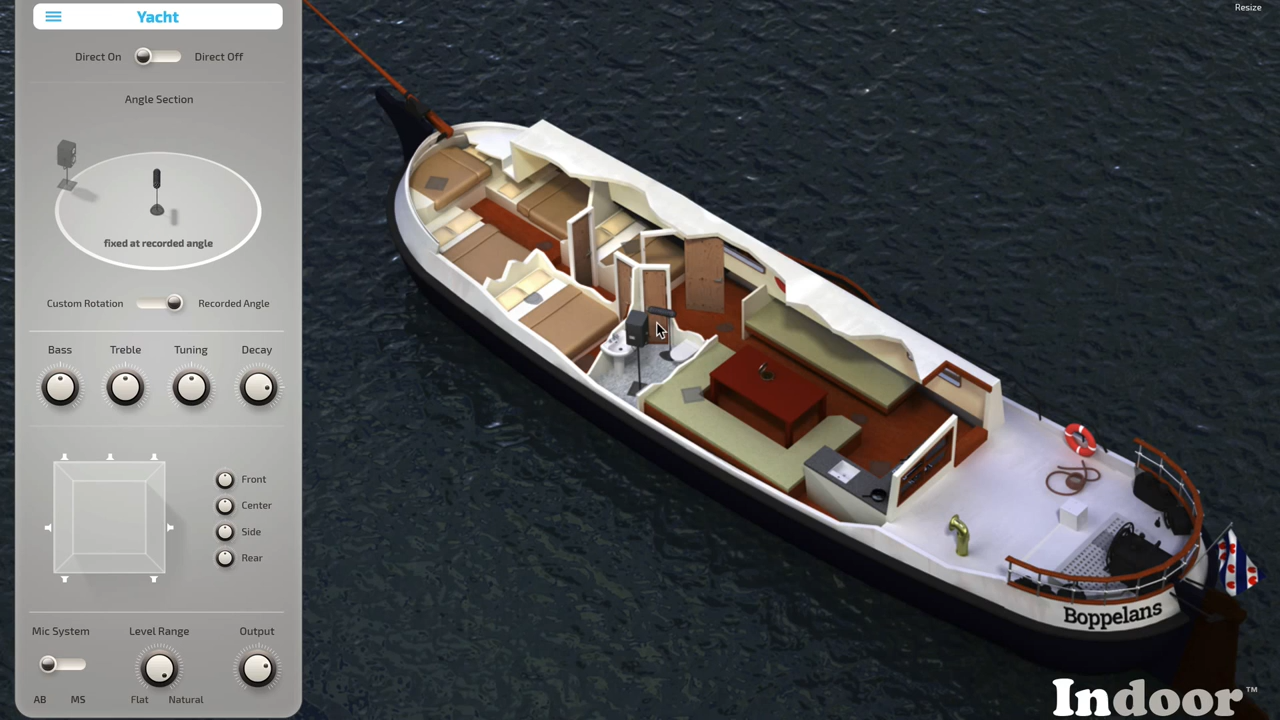 Resize
Yacht
Direct On
Direct Off
Angle Section
fixed at recorded angle
Custom Rotation
Recorded Angle
Bass
Treble
Tuning
Decay
Front
Center
Side
Rear
Mic System
Level Range
Output
AB
MS
Flat
Natural
Boppelans
Indoor™